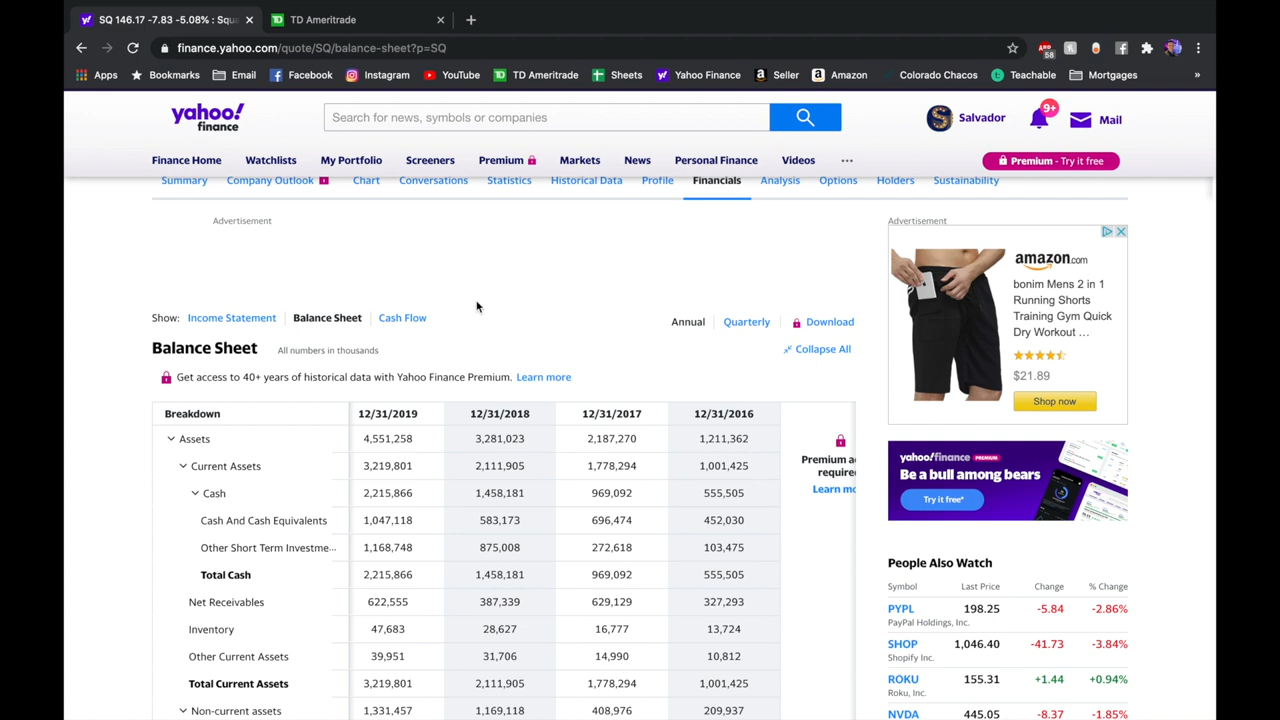 SQ 146.17 -7.83 -5.08% : Squa
TD Ameritrade
finance.yahoo.com/quote/SQ/balance-sheet?p=SQ
58
Apps Bookmarks Email Facebook Instagram YouTube TD Ameritrade Sheets Yahoo Finance Seller Amazon Colorado Chacos Teachable Mortgages »
yahoo!
finance
Search for news, symbols or companies
Salvador
9+
Mail
Finance Home Watchlists My Portfolio Screeners Premium Markets News Personal Finance Videos ...
Premium - Try it free
Summary Company Outlook Chart Conversations Statistics Historical Data Profile Financials Analysis Options Holders Sustainability
Advertisement
Show: Income Statement Balance Sheet Cash Flow
Annual Quarterly Download
Balance Sheet All numbers in thousands
Collapse All
Get access to 40+ years of historical data with Yahoo Finance Premium. Learn more
Breakdown 12/31/2019 12/31/2018 12/31/2017 12/31/2016
Assets 4,551,258 3,281,023 2,187,270 1,211,362
Current Assets 3,219,801 2,111,905 1,778,294 1,001,425
Cash 2,215,866 1,458,181 969,092 555,505
Cash And Cash Equivalents 1,047,118 583,173 696,474 452,030
Other Short Term Investme... 1,168,748 875,008 272,618 103,475
Total Cash 2,215,866 1,458,181 969,092 555,505
Net Receivables 622,555 387,339 629,129 327,293
Inventory 47,683 28,627 16,777 13,724
Other Current Assets 39,951 31,706 14,990 10,812
Total Current Assets 3,219,801 2,111,905 1,778,294 1,001,425
Non-current assets 1,331,457 1,169,118 408,976 209,937
Premium a
require
Learn mo
Advertisement
amazon.com
bonim Mens 2 in 1
Running Shorts
Training Gym Quick
Dry Workout ...
$21.89
Shop now
yahoo!finance PREMIUM
Be a bull among bears
Try it free*
People Also Watch
Symbol Last Price Change % Change
PYPL 198.25 -5.84 -2.86%
PayPal Holdings, Inc.
SHOP 1,046.40 -41.73 -3.84%
Shopify Inc.
ROKU 155.31 +1.44 +0.94%
Roku, Inc.
NVDA 445.05 -8.37 -1.85%